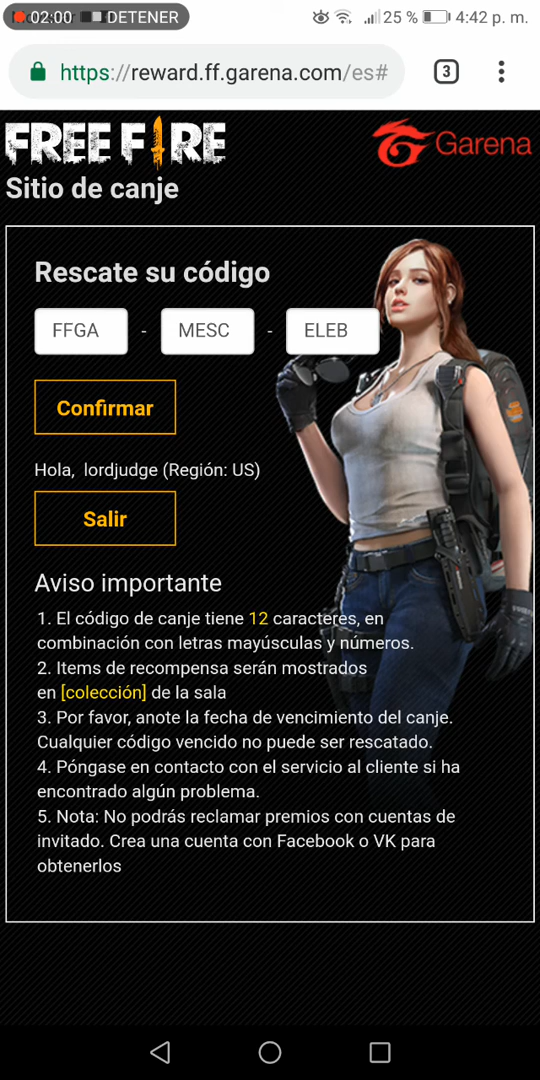 02:00 DETENER 25 % 4:42 p. m.
https://reward.ff.garena.com/es# 3
FREE FIRE Garena
Sitio de canje
Rescate su código
FFGA - MESC - ELEB
Confirmar
Hola, lordjudge (Región: US)
Salir
Aviso importante
1. El código de canje tiene 12 caracteres, en
combinación con letras mayúsculas y números.
2. Items de recompensa serán mostrados
en [colección] de la sala
3. Por favor, anote la fecha de vencimiento del canje.
Cualquier código vencido no puede ser rescatado.
4. Póngase en contacto con el servicio al cliente si ha
encontrado algún problema.
5. Nota: No podrás reclamar premios con cuentas de
invitado. Crea una cuenta con Facebook o VK para
obtenerlos